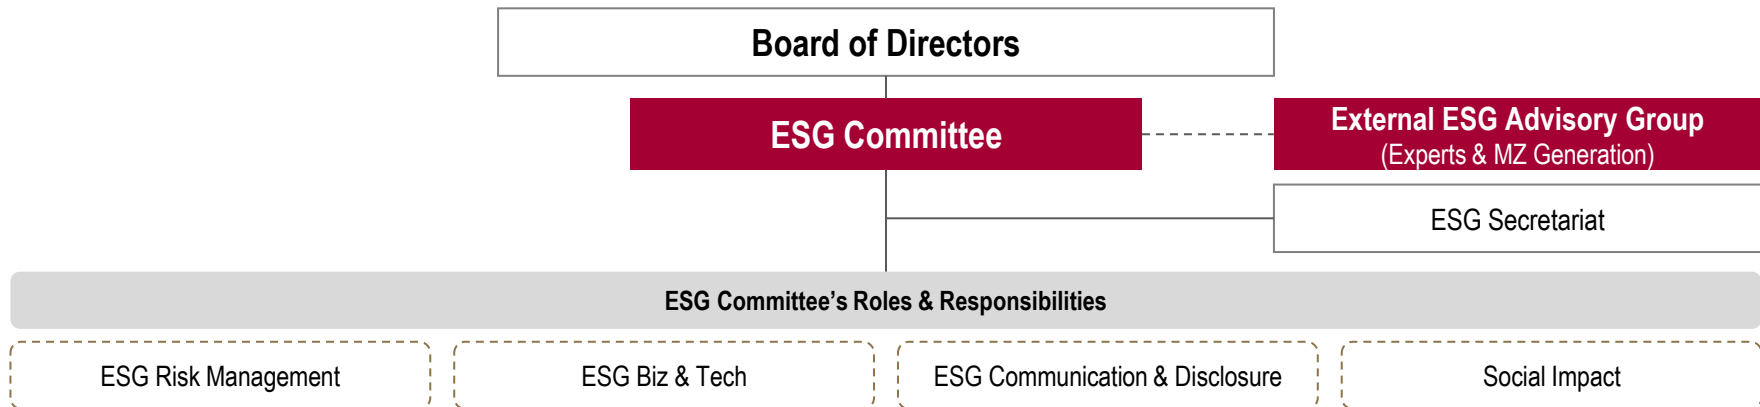 Board of Directors
ESG Committee
External ESG Advisory Group
(Experts & MZ Generation)
ESG Secretariat
ESG Committee’s Roles & Responsibilities
ESG Risk Management
ESG Biz & Tech
ESG Communication & Disclosure
Social Impact